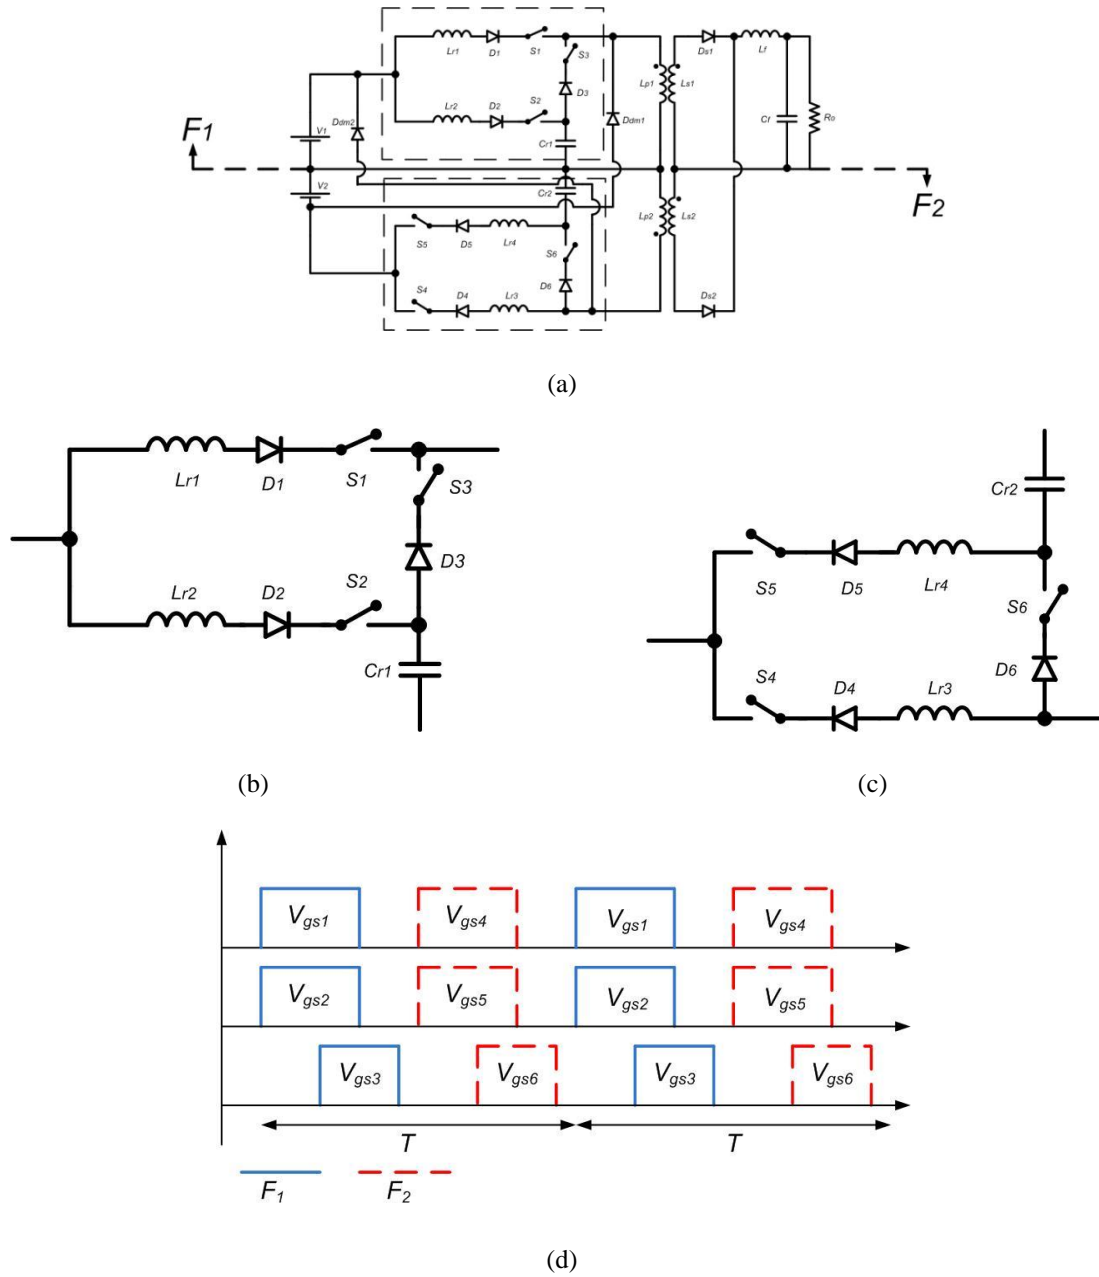 Lr1 D1 S1 S3
Lp1 Ls1 Ds1 Lf
D3
Lr2 D2 S2
Ddm2 Ddm1 Cf Ro
F1 V1 Cr1
V2 Cr2 F2
Lp2 Ls2
S5 D5 Lr4 S6
D6
S4 D4 Lr3 Ds2
(a)
Lr1 D1 S1 S3
D3
Lr2 D2 S2
Cr1
(b)
Cr2
S5 D5 Lr4 S6
S4 D4 Lr3 D6
(c)
Vgs1 Vgs4 Vgs1 Vgs4
Vgs2 Vgs5 Vgs2 Vgs5
Vgs3 Vgs6 Vgs3 Vgs6
T T
F1 F2
(d)